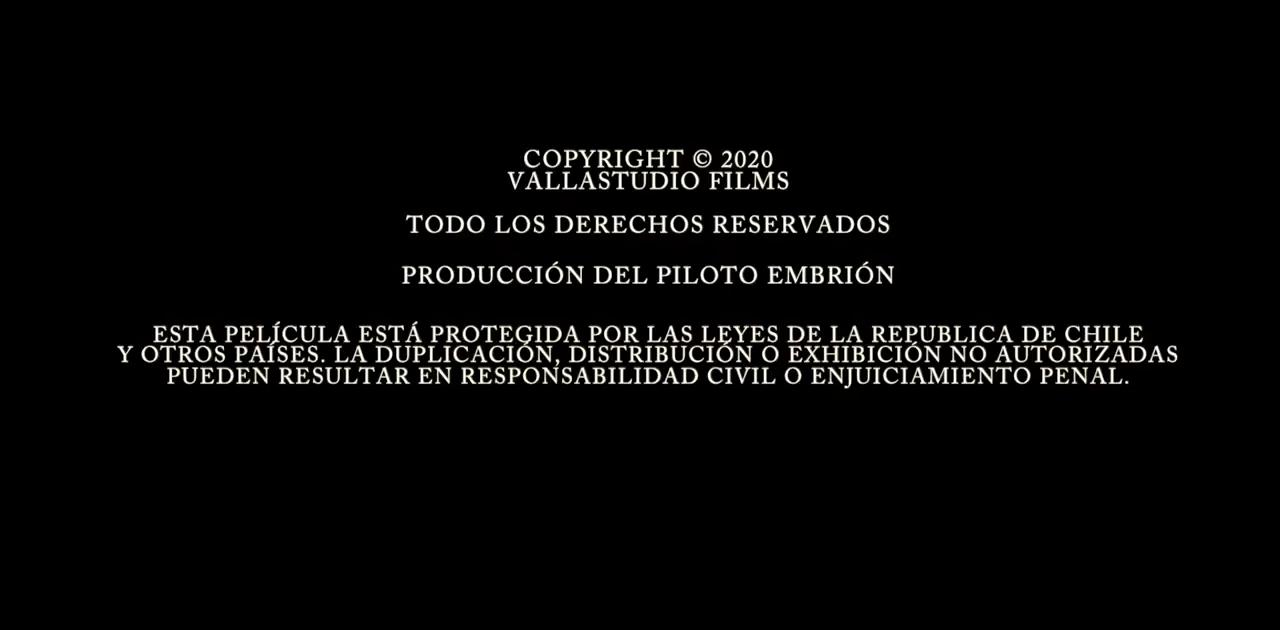 COPYRIGHT © 2020
VALLASTUDIO FILMS
TODO LOS DERECHOS RESERVADOS
PRODUCCIÓN DEL PILOTO EMBRIÓN
ESTA PELÍCULA ESTÁ PROTEGIDA POR LAS LEYES DE LA REPUBLICA DE CHILE
Y OTROS PAÍSES. LA DUPLICACIÓN, DISTRIBUCIÓN O EXHIBICIÓN NO AUTORIZADAS
PUEDEN RESULTAR EN RESPONSABILIDAD CIVIL O ENJUICIAMIENTO PENAL.